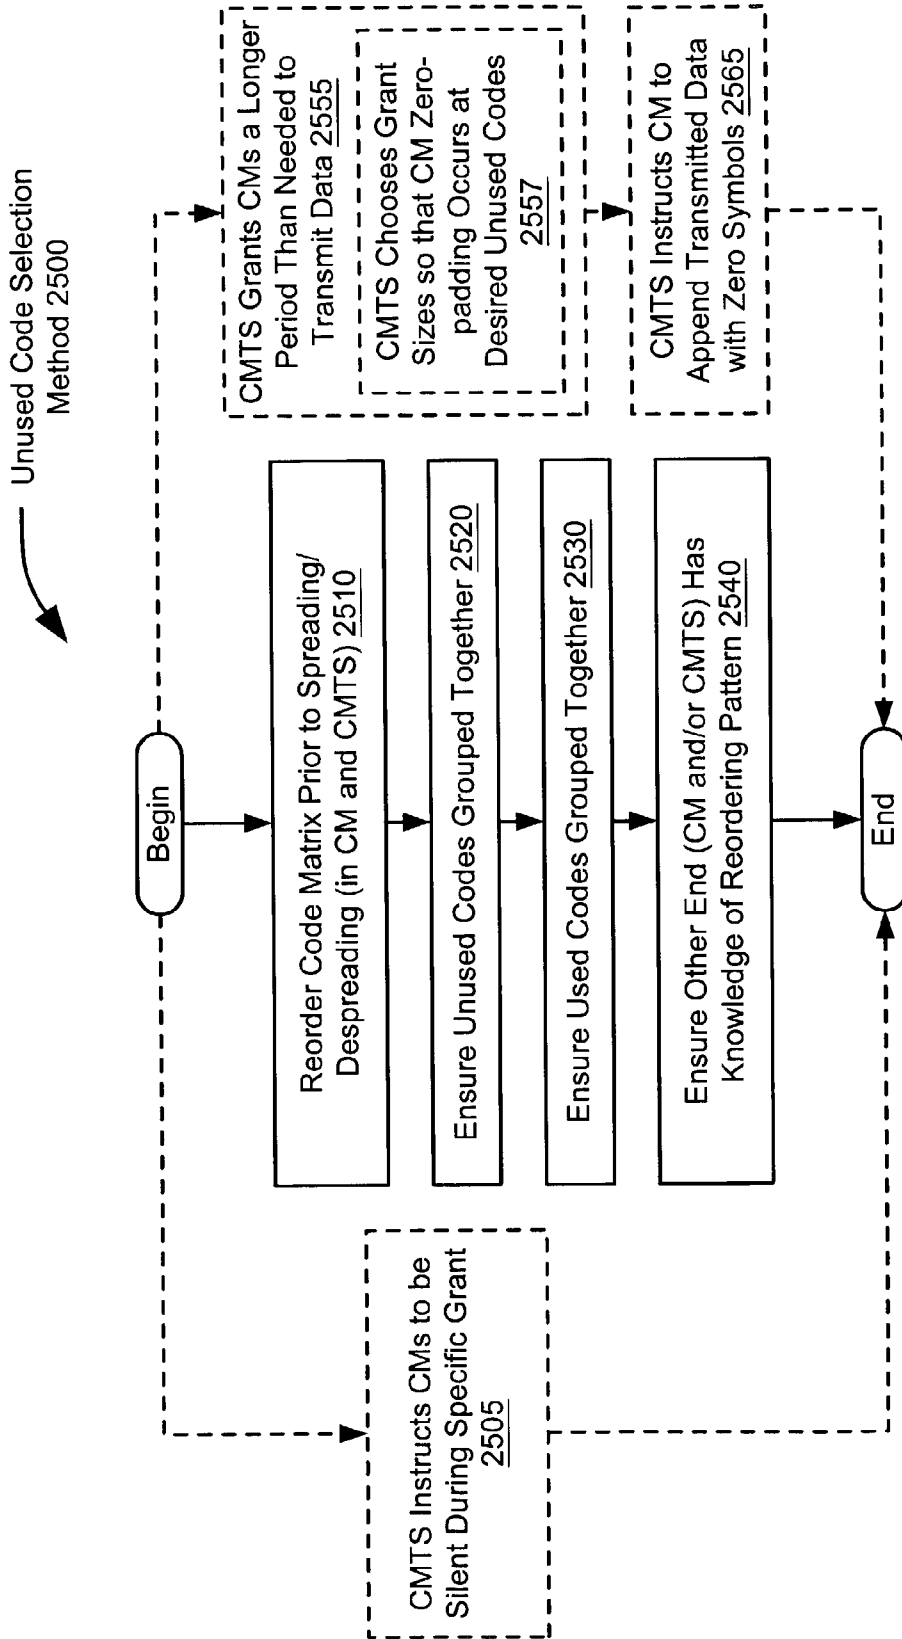 Unused Code Selection
Method 2500
Begin
CMTS Instructs CMs to be
Silent During Specific Grant
2505
Reorder Code Matrix Prior to Spreading/
Despreading (in CM and CMTS) 2510
Ensure Unused Codes Grouped Together 2520
Ensure Used Codes Grouped Together 2530
Ensure Other End (CM and/or CMTS) Has
Knowledge of Reordering Pattern 2540
CMTS Grants CMs a Longer
Period Than Needed to
Transmit Data 2555
CMTS Chooses Grant
Sizes so that CM Zero-
padding Occurs at
Desired Unused Codes
2557
CMTS Instructs CM to
Append Transmitted Data
with Zero Symbols 2565
End